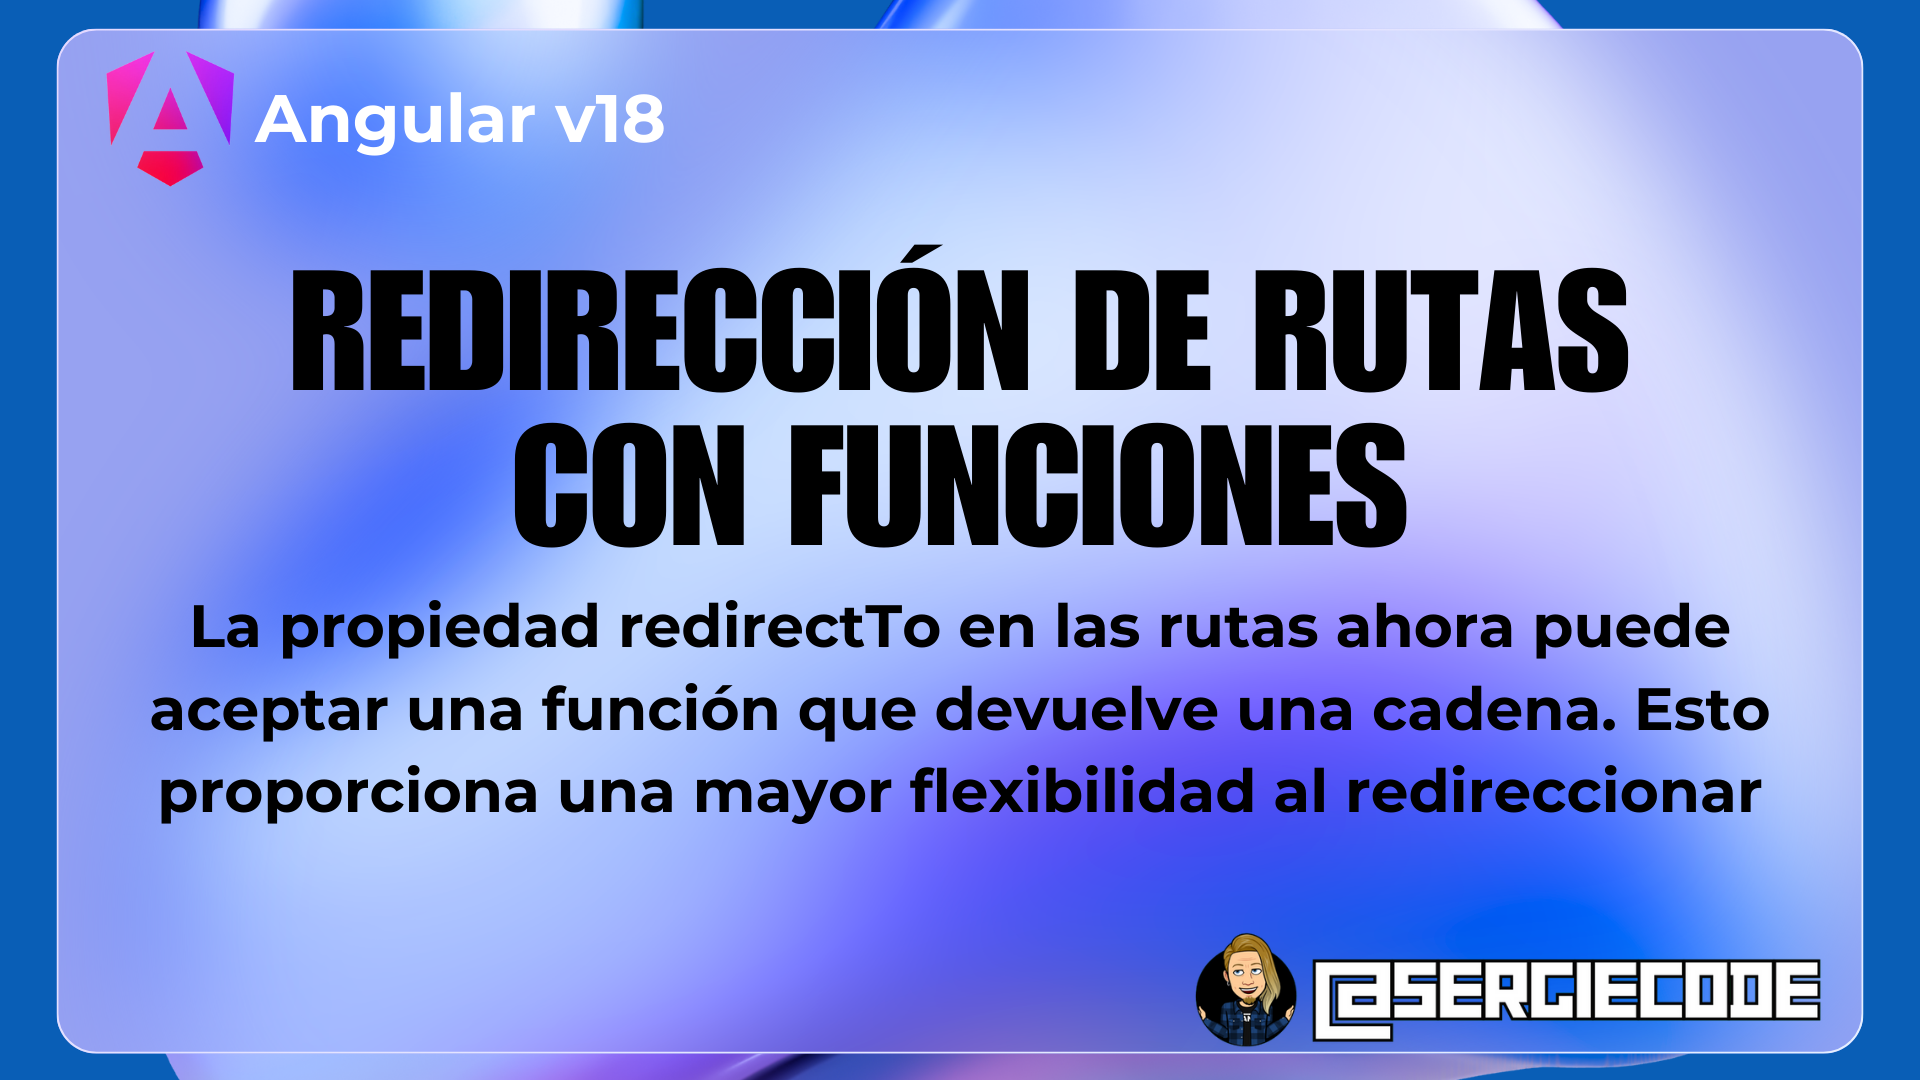 Angular v18
REDIRECCIÓN DE RUTAS
CON FUNCIONES
La propiedad redirectTo en las rutas ahora puede
aceptar una función que devuelve una cadena. Esto
proporciona una mayor flexibilidad al redireccionar
@SERGIECODE